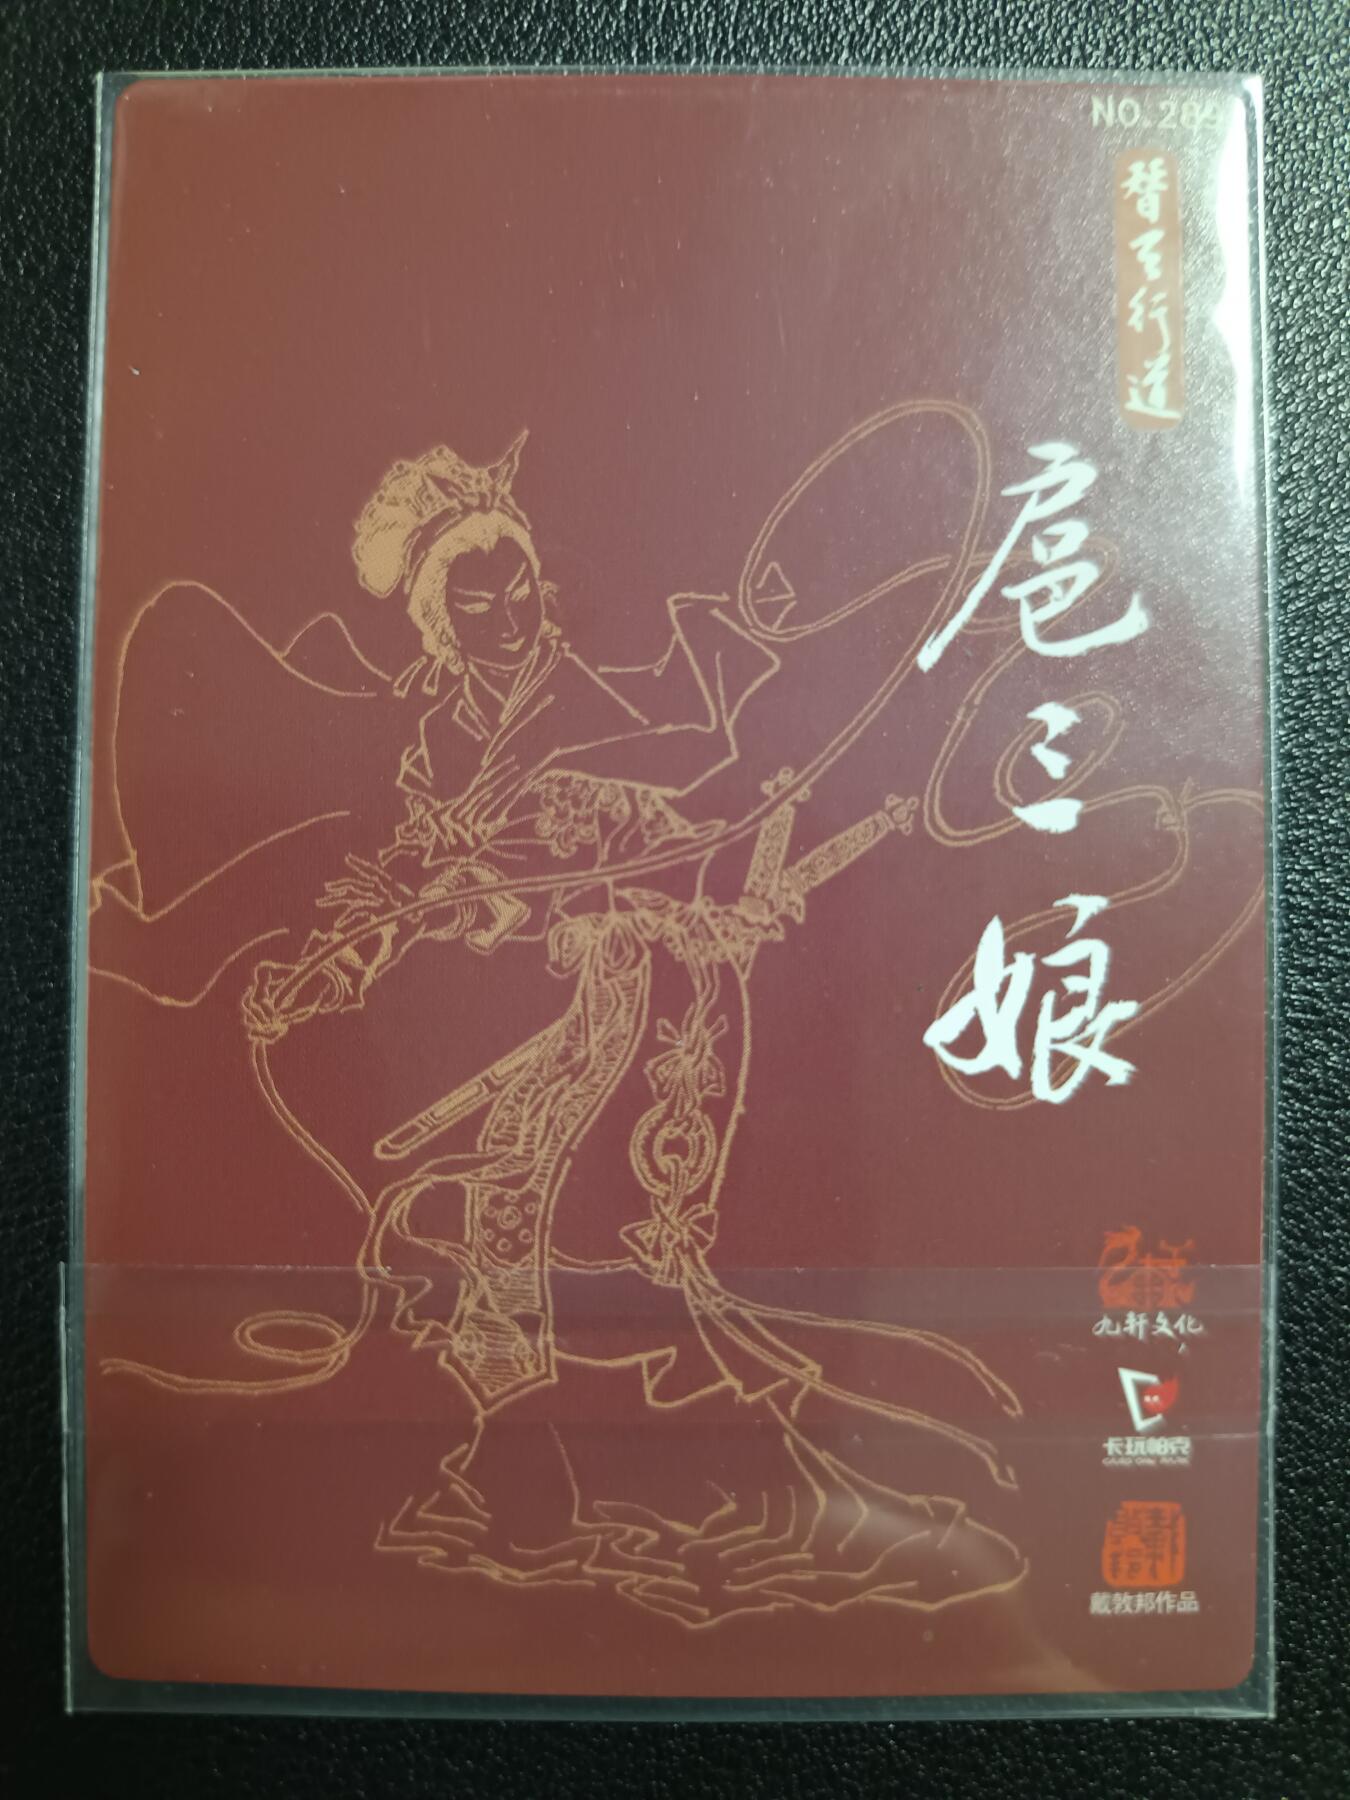 NO.289
替天行道
扈三娘
九轩文化
卡玩帕克
戴敦邦作品